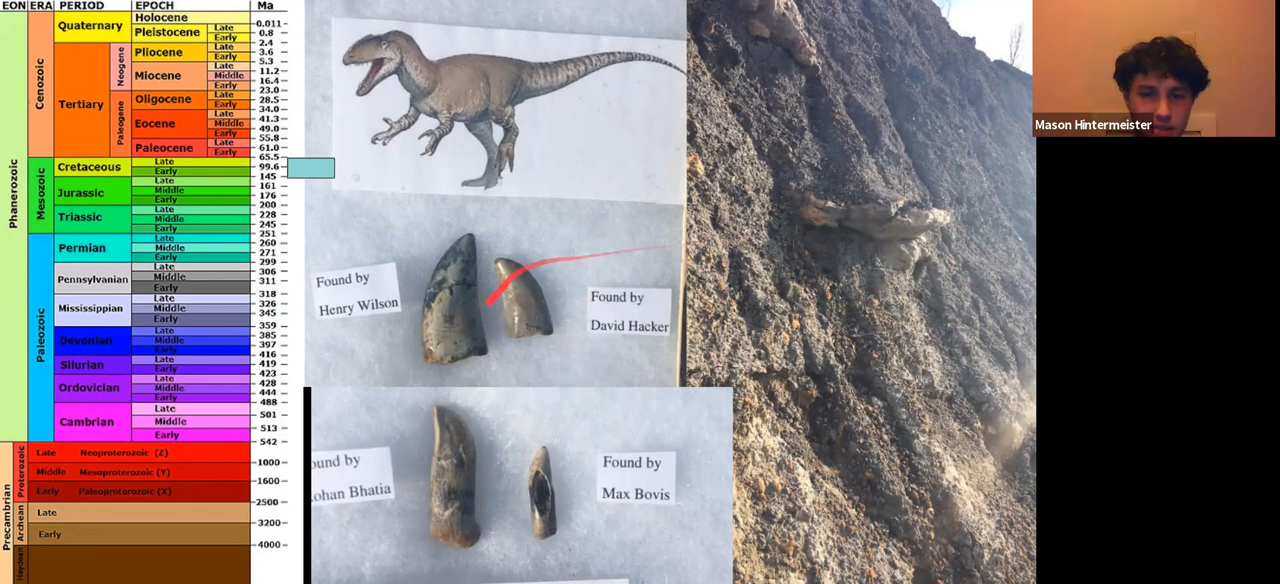 EON ERA PERIOD EPOCH Ma
Phanerozoic
Cenozoic
Quaternary
Holocene
Pleistocene
Late
Early
0.011
0.8
2.4
Tertiary
Neogene
Pliocene
Late
Early
3.6
5.3
Miocene
Late
Middle
Early
11.2
16.4
23.0
Paleogene
Oligocene
Late
Early
28.5
34.0
Eocene
Late
Middle
Early
41.3
49.0
55.8
Paleocene
Late
Early
61.0
65.5
Mesozoic
Cretaceous
Late
Early
99.6
145
Jurassic
Late
Middle
Early
161
176
200
Triassic
Late
Middle
Early
228
245
251
Paleozoic
Permian
Late
Middle
Early
260
271
299
Pennsylvanian
Late
Middle
Early
306
311
318
Mississippian
Late
Middle
Early
326
345
359
Devonian
Late
Middle
Early
385
397
416
Silurian
Late
Early
419
423
Ordovician
Late
Middle
Early
428
444
488
Cambrian
Late
Middle
Early
501
513
542
Precambrian
Proterozoic
Late Neoproterozoic (Z)
Middle Mesoproterozoic (Y)
Early Paleoproterozoic (X)
1000
1600
2500
Archean
Late
Early
3200
4000
Found by
Henry Wilson
Found by
David Hacker
ound by
ohan Bhatia
Found by
Max Bovis
Mason Hintermeister